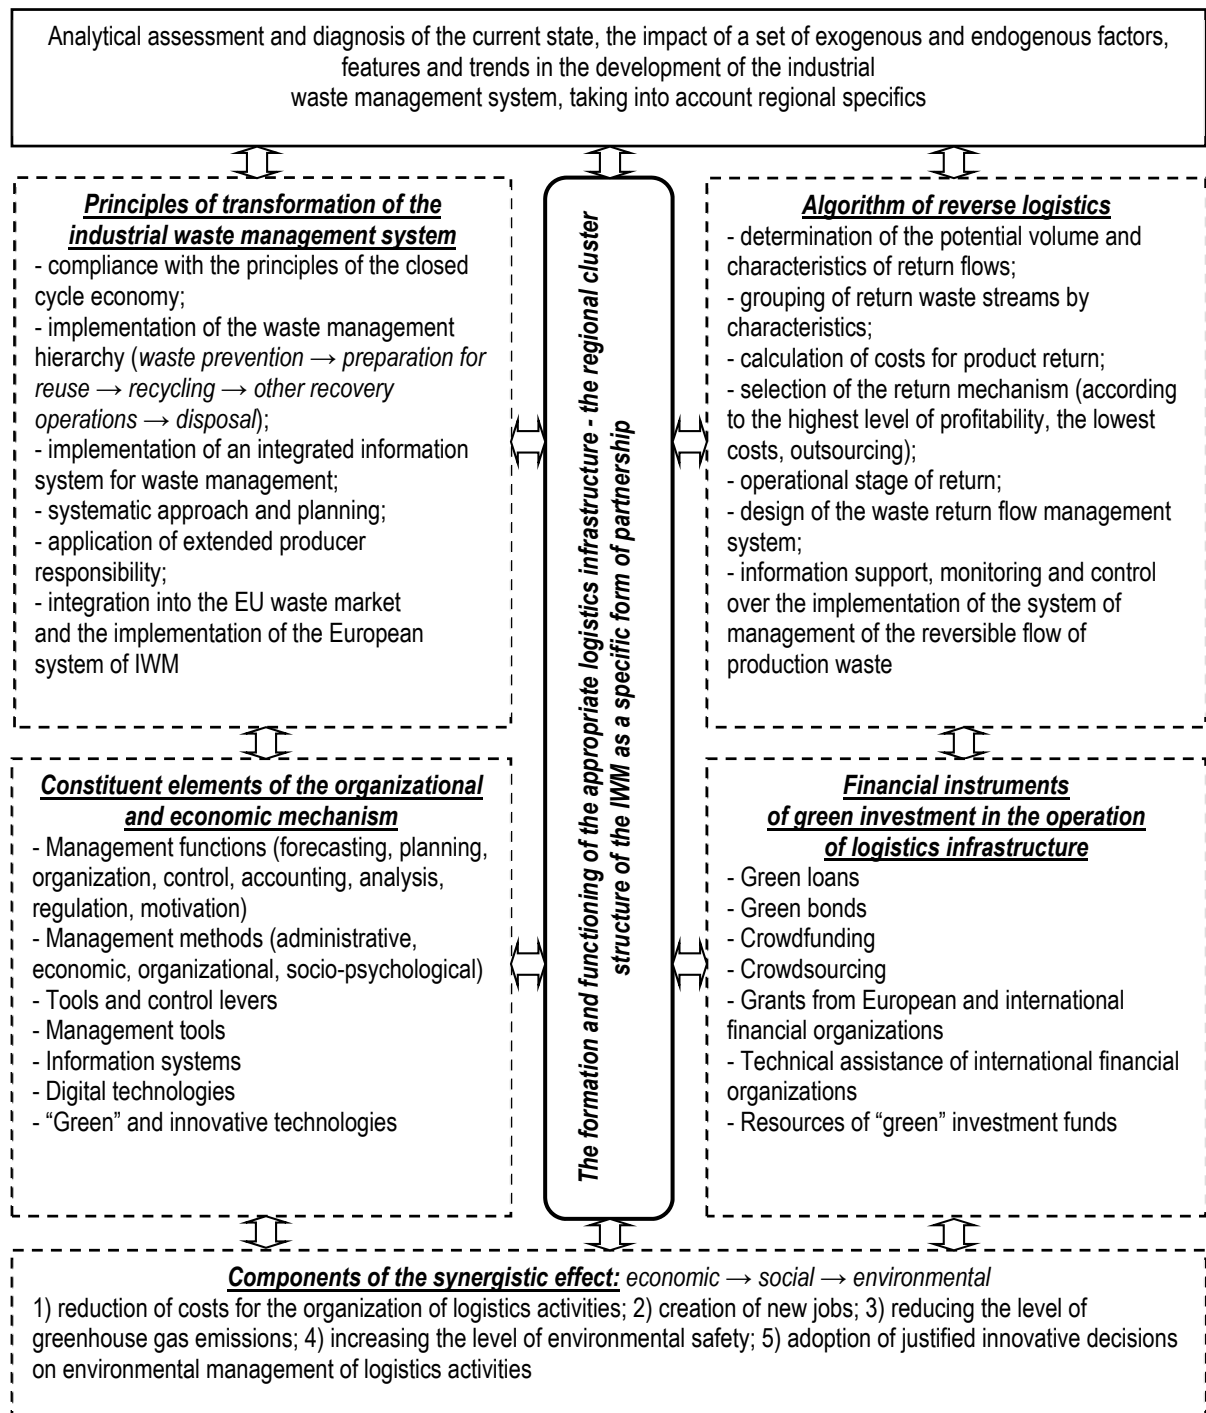 Analytical assessment and diagnosis of the current state, the impact of a set of exogenous and endogenous factors,
features and trends in the development of the industrial
waste management system, taking into account regional specifics
Principles of transformation of the
industrial waste management system
- compliance with the principles of the closed
cycle economy;
- implementation of the waste management
hierarchy (waste prevention → preparation for
reuse → recycling → other recovery
operations → disposal);
- implementation of an integrated information
system for waste management;
- systematic approach and planning;
- application of extended producer
responsibility;
- integration into the EU waste market
and the implementation of the European
system of IWM
The formation and functioning of the appropriate logistics infrastructure - the regional cluster
structure of the IWM as a specific form of partnership
Algorithm of reverse logistics
- determination of the potential volume and
characteristics of return flows;
- grouping of return waste streams by
characteristics;
- calculation of costs for product return;
- selection of the return mechanism (according
to the highest level of profitability, the lowest
costs, outsourcing);
- operational stage of return;
- design of the waste return flow management
system;
- information support, monitoring and control
over the implementation of the system of
management of the reversible flow of
production waste
Constituent elements of the organizational
and economic mechanism
- Management functions (forecasting, planning,
organization, control, accounting, analysis,
regulation, motivation)
- Management methods (administrative,
economic, organizational, socio-psychological)
- Tools and control levers
- Management tools
- Information systems
- Digital technologies
- “Green” and innovative technologies
Financial instruments
of green investment in the operation
of logistics infrastructure
- Green loans
- Green bonds
- Crowdfunding
- Crowdsourcing
- Grants from European and international
financial organizations
- Technical assistance of international financial
organizations
- Resources of “green” investment funds
Components of the synergistic effect: economic → social → environmental
1) reduction of costs for the organization of logistics activities; 2) creation of new jobs; 3) reducing the level of
greenhouse gas emissions; 4) increasing the level of environmental safety; 5) adoption of justified innovative decisions
on environmental management of logistics activities